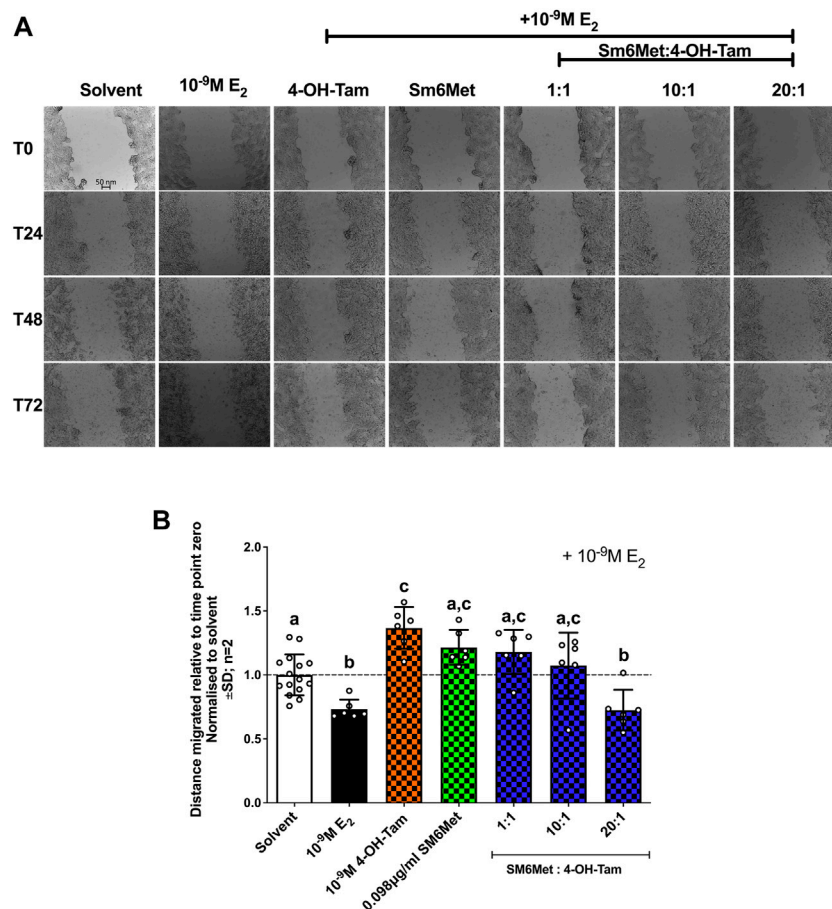 A
+10⁻⁹M E₂
Sm6Met:4-OH-Tam
Solvent 10⁻⁹M E₂ 4-OH-Tam Sm6Met 1:1 10:1 20:1
T0
50 nm
T24
T48
T72
B
Distance migrated relative to time point zero
Normalised to solvent
±SD; n=2
2.0
1.5
1.0
0.5
0.0
+ 10⁻⁹M E₂
a
b
c
a,c
a,c
a,c
b
Solvent
10⁻⁹M E₂
10⁻⁹M 4-OH-Tam
0.098µg/ml SM6Met
1:1
10:1
20:1
SM6Met : 4-OH-Tam